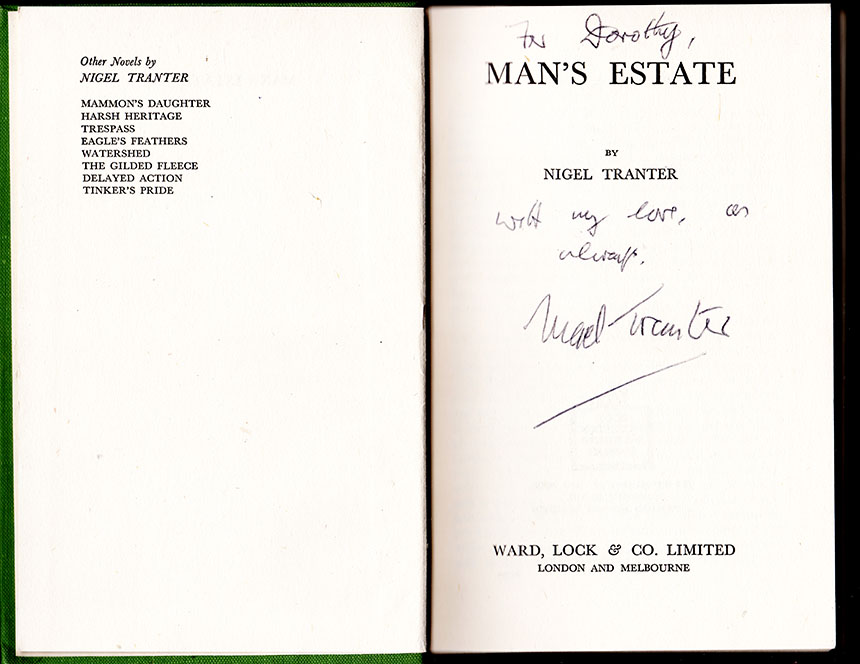 Other Novels by
NIGEL TRANTER
MAMMON'S DAUGHTER
HARSH HERITAGE
TRESPASS
EAGLE'S FEATHERS
WATERSHED
THE GILDED FLEECE
DELAYED ACTION
TINKER'S PRIDE
For Dorothy,
MAN'S ESTATE
BY
NIGEL TRANTER
with my love, as
always.
Nigel Tranter
WARD, LOCK & CO. LIMITED
LONDON AND MELBOURNE